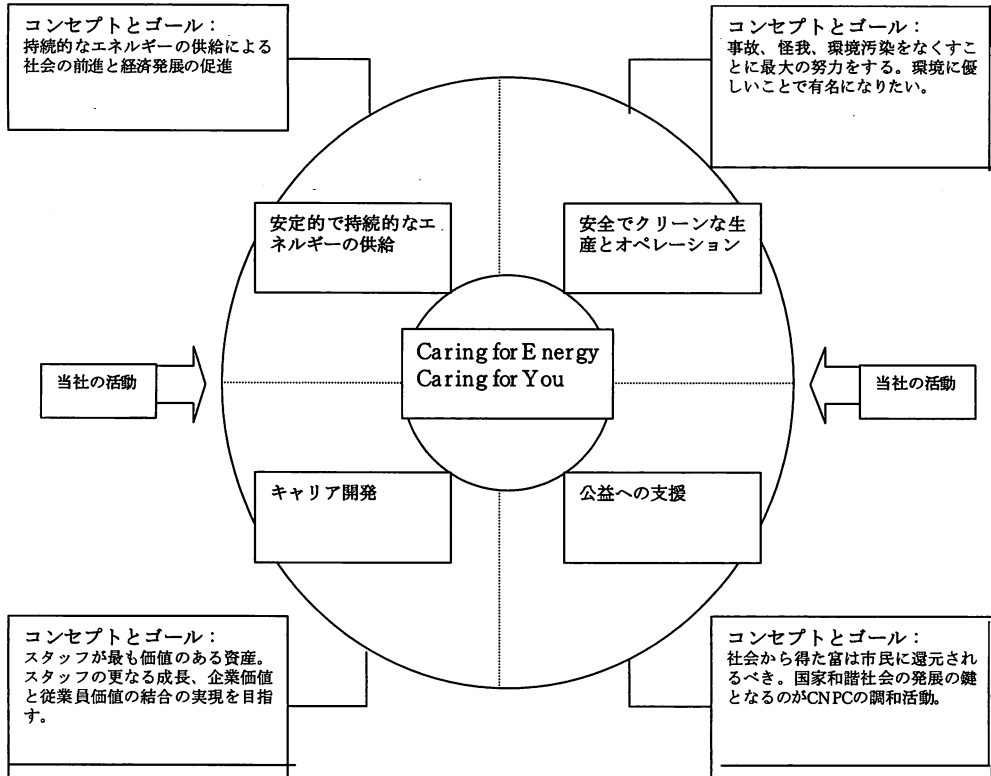 コンセプトとゴール：
持続的なエネルギーの供給による
社会の前進と経済発展の促進
コンセプトとゴール：
事故、怪我、環境汚染をなくすこ
とに最大の努力をする。環境に優
しいことで有名になりたい。
安定的で持続的なエ
ネルギーの供給
安全でクリーンな生
産とオペレーション
Caring for Energy
Caring for You
当社の活動
当社の活動
キャリア開発
公益への支援
コンセプトとゴール：
スタッフが最も価値のある資産。
スタッフの更なる成長、企業価値
と従業員価値の結合の実現を目指
す。
コンセプトとゴール：
社会から得た富は市民に還元され
るべき。国家和諧社会の発展の鍵
となるのがCNPCの調和活動。